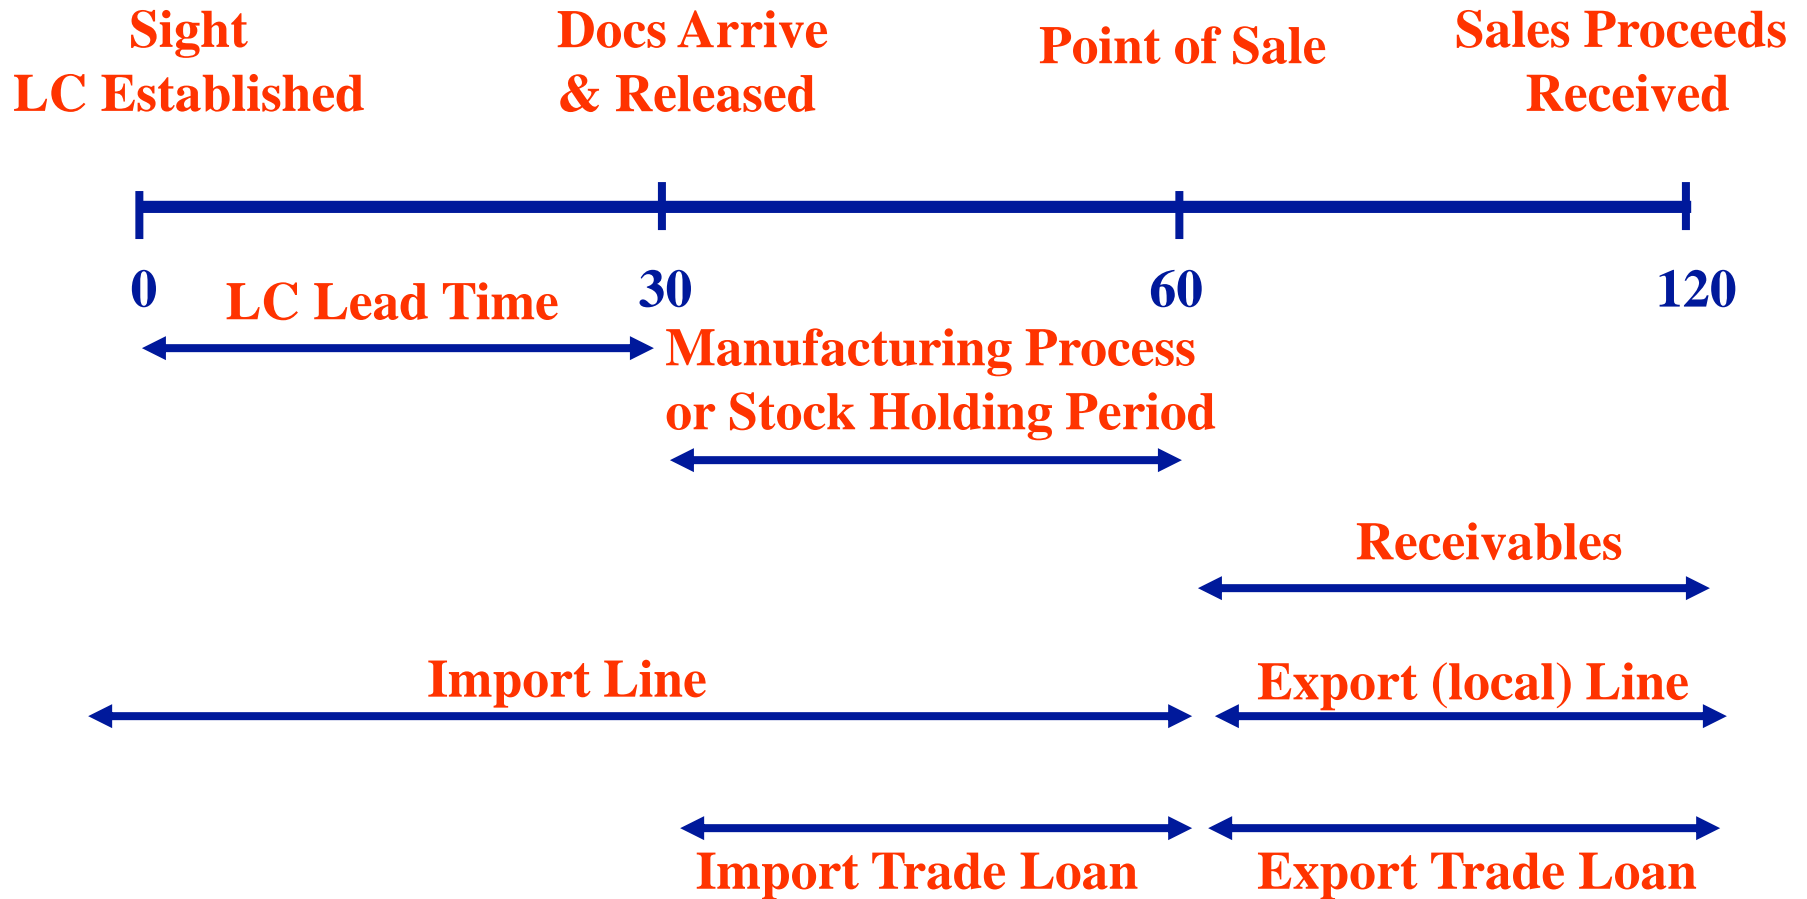 Sight
LC Established
Docs Arrive
& Released
Point of Sale
Sales Proceeds
Received
0
30
60
120
LC Lead Time
Manufacturing Process
or Stock Holding Period
Receivables
Import Line
Export (local) Line
Import Trade Loan
Export Trade Loan